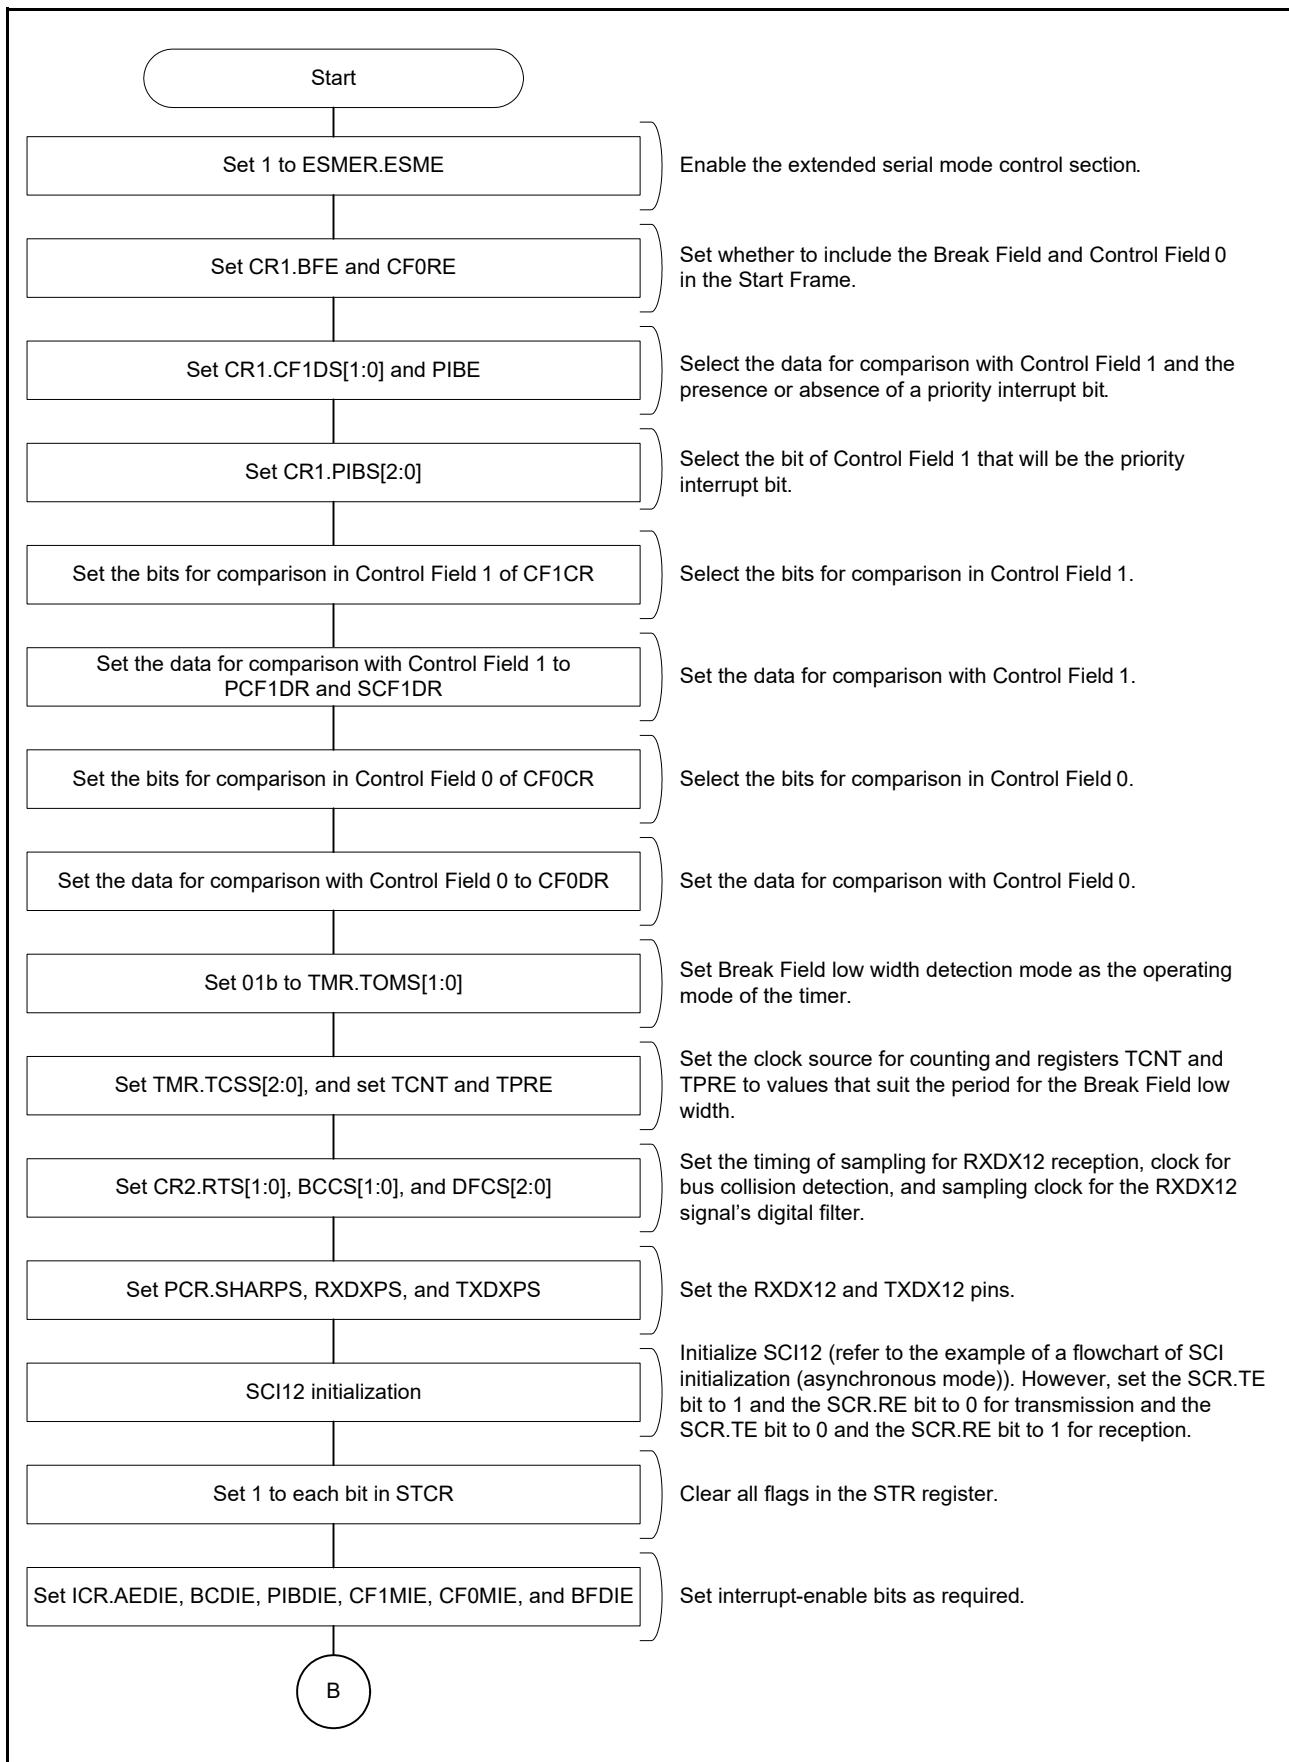 Start
Set 1 to ESMER.ESME
Enable the extended serial mode control section.
Set CR1.BFE and CF0RE
Set whether to include the Break Field and Control Field 0
in the Start Frame.
Set CR1.CF1DS[1:0] and PIBE
Select the data for comparison with Control Field 1 and the
presence or absence of a priority interrupt bit.
Set CR1.PIBS[2:0]
Select the bit of Control Field 1 that will be the priority
interrupt bit.
Set the bits for comparison in Control Field 1 of CF1CR
Select the bits for comparison in Control Field 1.
Set the data for comparison with Control Field 1 to
PCF1DR and SCF1DR
Set the data for comparison with Control Field 1.
Set the bits for comparison in Control Field 0 of CF0CR
Select the bits for comparison in Control Field 0.
Set the data for comparison with Control Field 0 to CF0DR
Set the data for comparison with Control Field 0.
Set 01b to TMR.TOMS[1:0]
Set Break Field low width detection mode as the operating
mode of the timer.
Set TMR.TCSS[2:0], and set TCNT and TPRE
Set the clock source for counting and registers TCNT and
TPRE to values that suit the period for the Break Field low
width.
Set CR2.RTS[1:0], BCCS[1:0], and DFCS[2:0]
Set the timing of sampling for RXDX12 reception, clock for
bus collision detection, and sampling clock for the RXDX12
signal's digital filter.
Set PCR.SHARPS, RXDXPS, and TXDXPS
Set the RXDX12 and TXDX12 pins.
SCI12 initialization
Initialize SCI12 (refer to the example of a flowchart of SCI
initialization (asynchronous mode)). However, set the SCR.TE
bit to 1 and the SCR.RE bit to 0 for transmission and the
SCR.TE bit to 0 and the SCR.RE bit to 1 for reception.
Set 1 to each bit in STCR
Clear all flags in the STR register.
Set ICR.AEDIE, BCDIE, PIBDIE, CF1MIE, CF0MIE, and BFDIE
Set interrupt-enable bits as required.
B